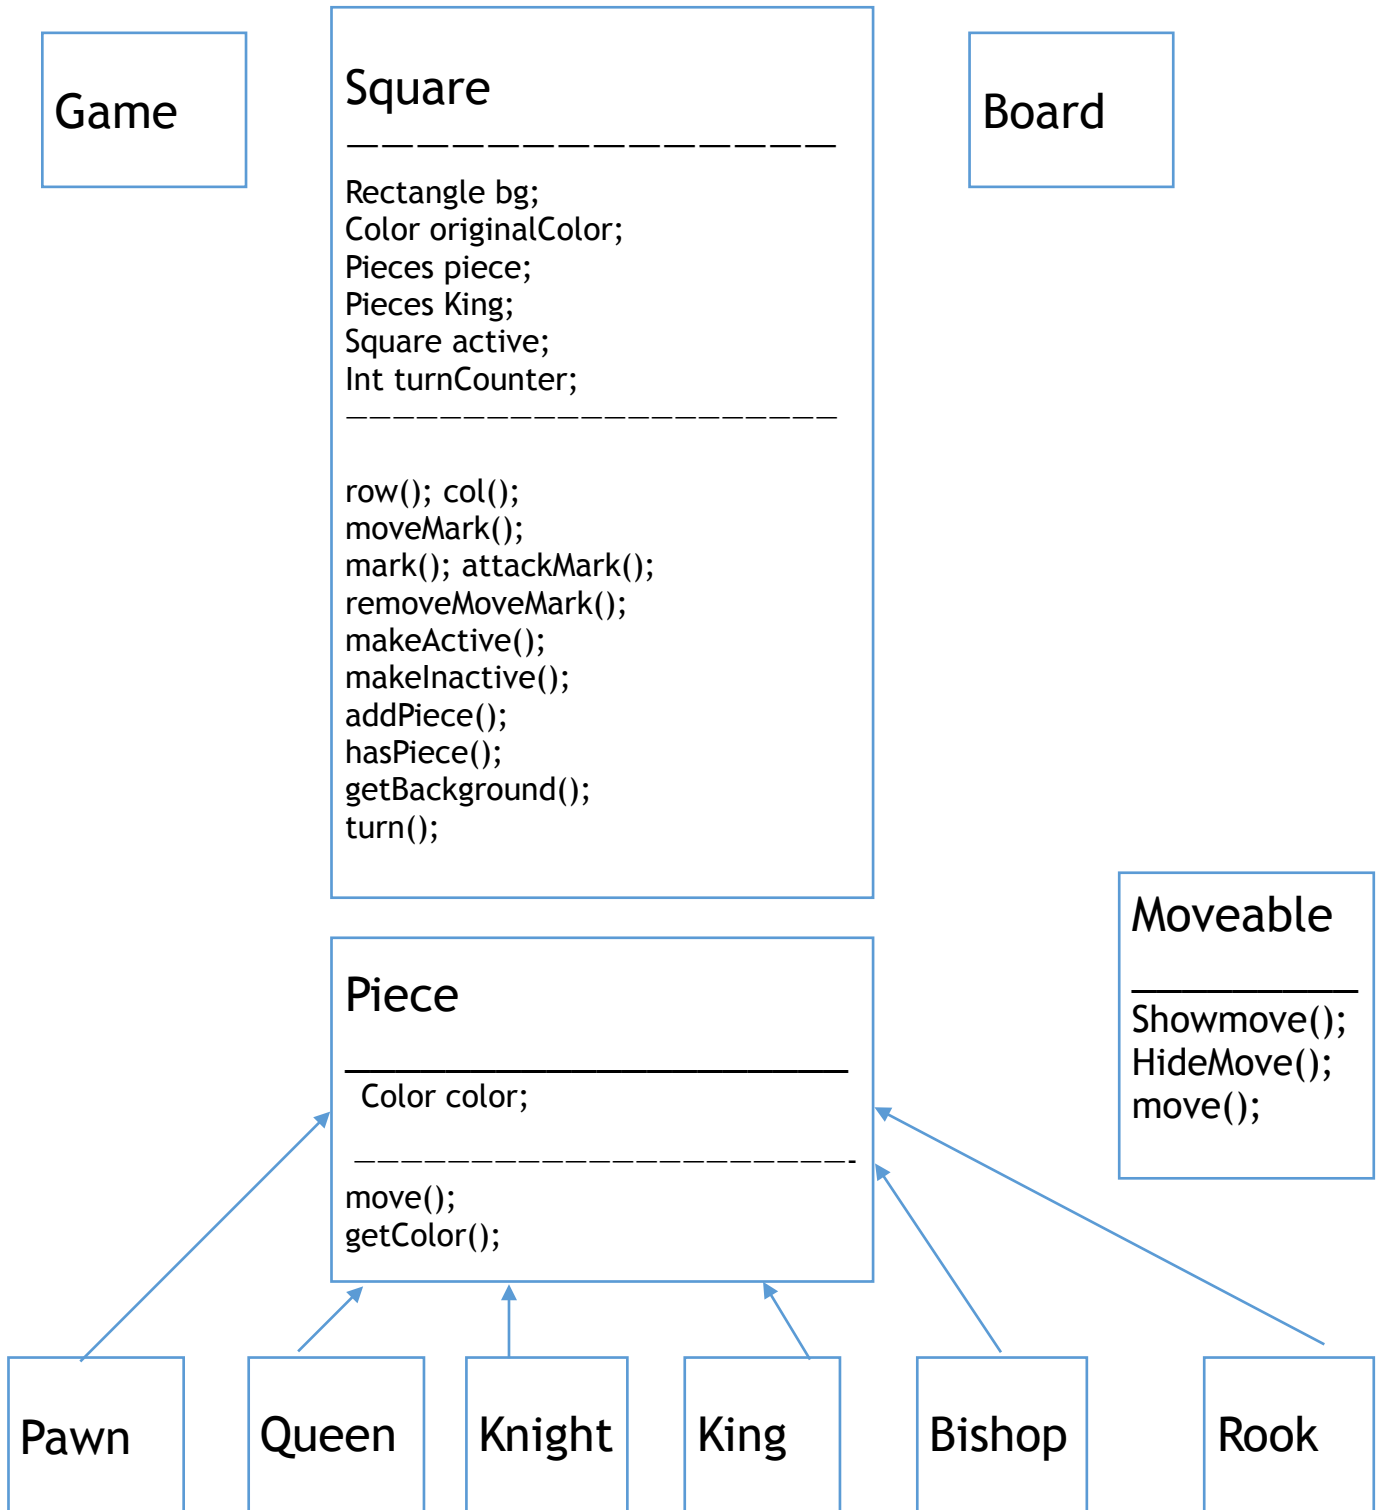 Game
Square
Rectangle bg;
Color originalColor;
Pieces piece;
Pieces King;
Square active;
Int turnCounter;
row(); col();
moveMark();
mark(); attackMark();
removeMoveMark();
makeActive();
makeInactive();
addPiece();
hasPiece();
getBackground();
turn();
Board
Moveable
Showmove();
HideMove();
move();
Piece
Color color;
move();
getColor();
Pawn
Queen
Knight
King
Bishop
Rook